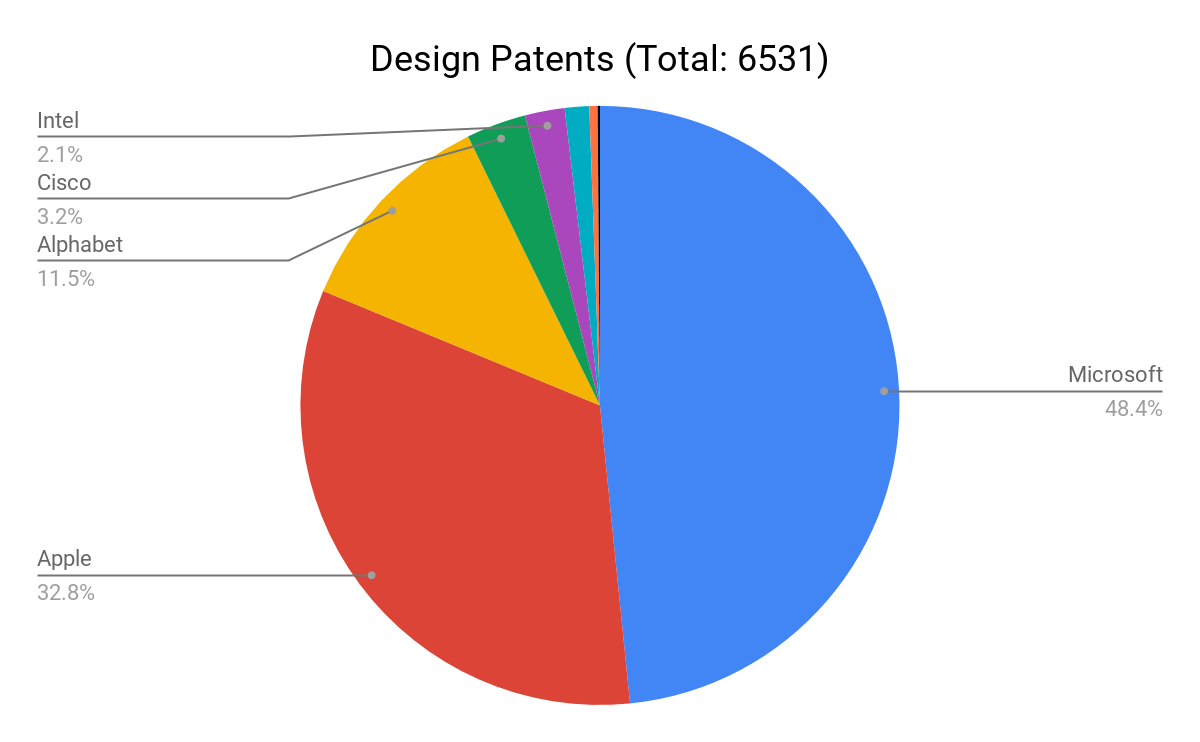 Design Patents (Total: 6531)
Intel
2.1%
Cisco
3.2%
Alphabet
11.5%
Microsoft
48.4%
Apple
32.8%